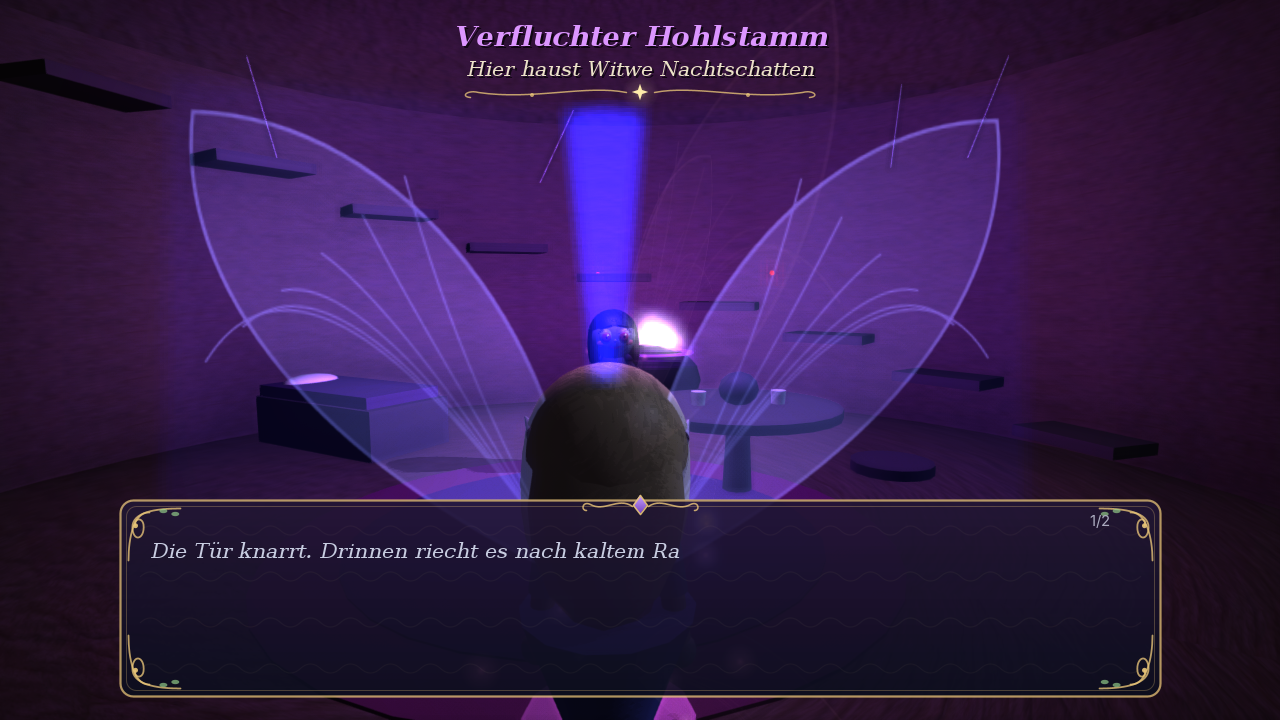 Verfluchter Hohlstamm
Hier haust Witwe Nachtschatten
1/2
Die Tür knarrt. Drinnen riecht es nach kaltem Ra